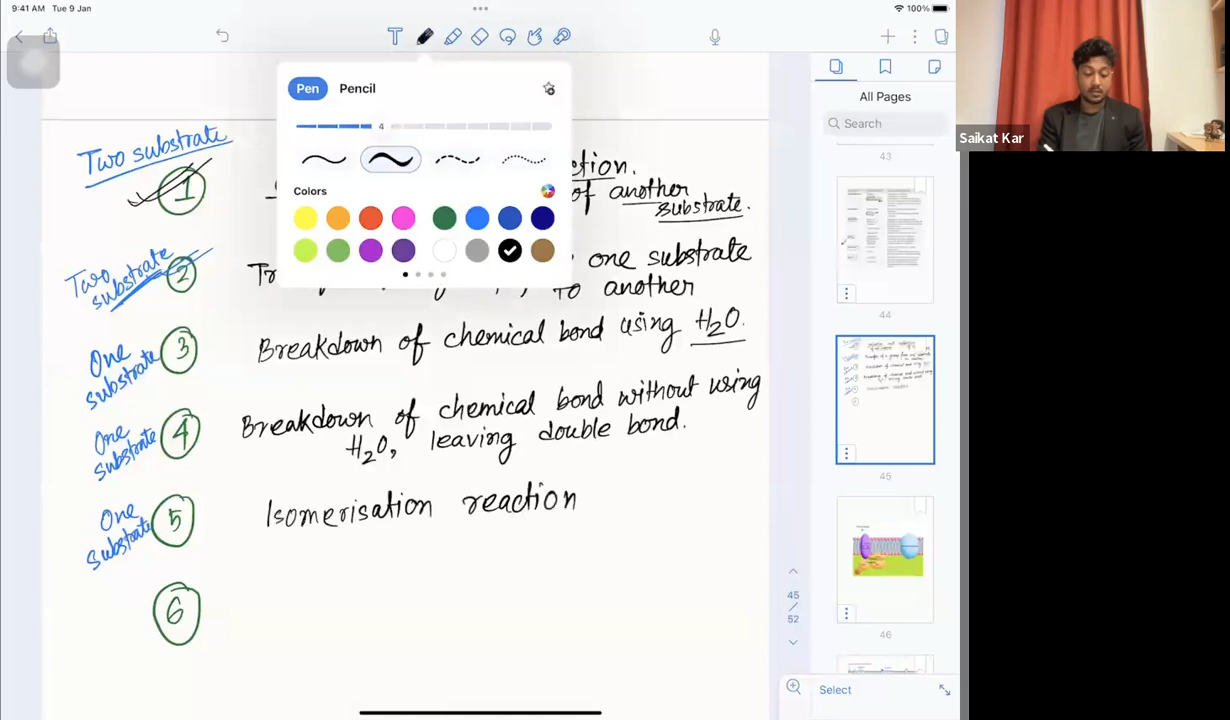 9:41 AM Tue 9 Jan
100%
Pen
Pencil
4
Colors
Two substrate
1
ction.
of another
substrate.
Two
substrate
2
one substrate
to another
One
substrate
3
Breakdown of chemical bond using H2O.
One
substrate
4
Breakdown of chemical bond without using
H2O, leaving double bond.
One
substrate
5
Isomerisation reaction
6
All Pages
Search
43
44
45
46
45
/
52
Select
Saikat Kar